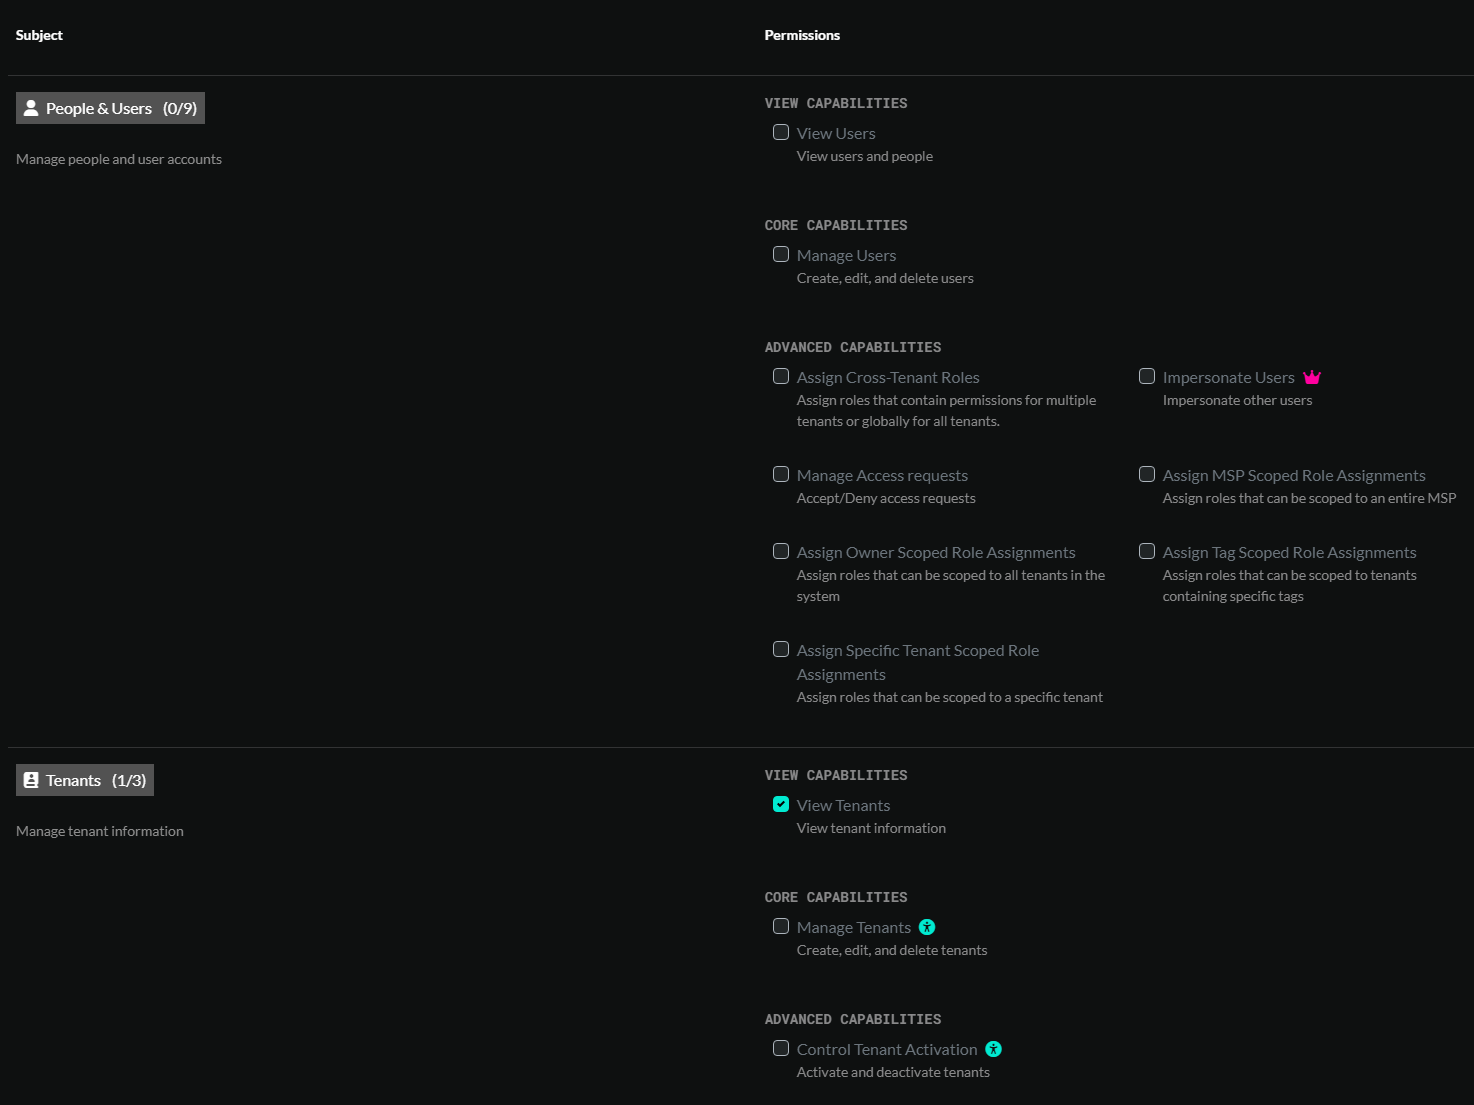 Subject
Permissions
People & Users (0/9)
Manage people and user accounts
VIEW CAPABILITIES
View Users
View users and people
CORE CAPABILITIES
Manage Users
Create, edit, and delete users
ADVANCED CAPABILITIES
Assign Cross-Tenant Roles
Assign roles that contain permissions for multiple
tenants or globally for all tenants.
Impersonate Users
Impersonate other users
Manage Access requests
Accept/Deny access requests
Assign MSP Scoped Role Assignments
Assign roles that can be scoped to an entire MSP
Assign Owner Scoped Role Assignments
Assign roles that can be scoped to all tenants in the
system
Assign Tag Scoped Role Assignments
Assign roles that can be scoped to tenants
containing specific tags
Assign Specific Tenant Scoped Role
Assignments
Assign roles that can be scoped to a specific tenant
Tenants (1/3)
Manage tenant information
VIEW CAPABILITIES
View Tenants
View tenant information
CORE CAPABILITIES
Manage Tenants
Create, edit, and delete tenants
ADVANCED CAPABILITIES
Control Tenant Activation
Activate and deactivate tenants